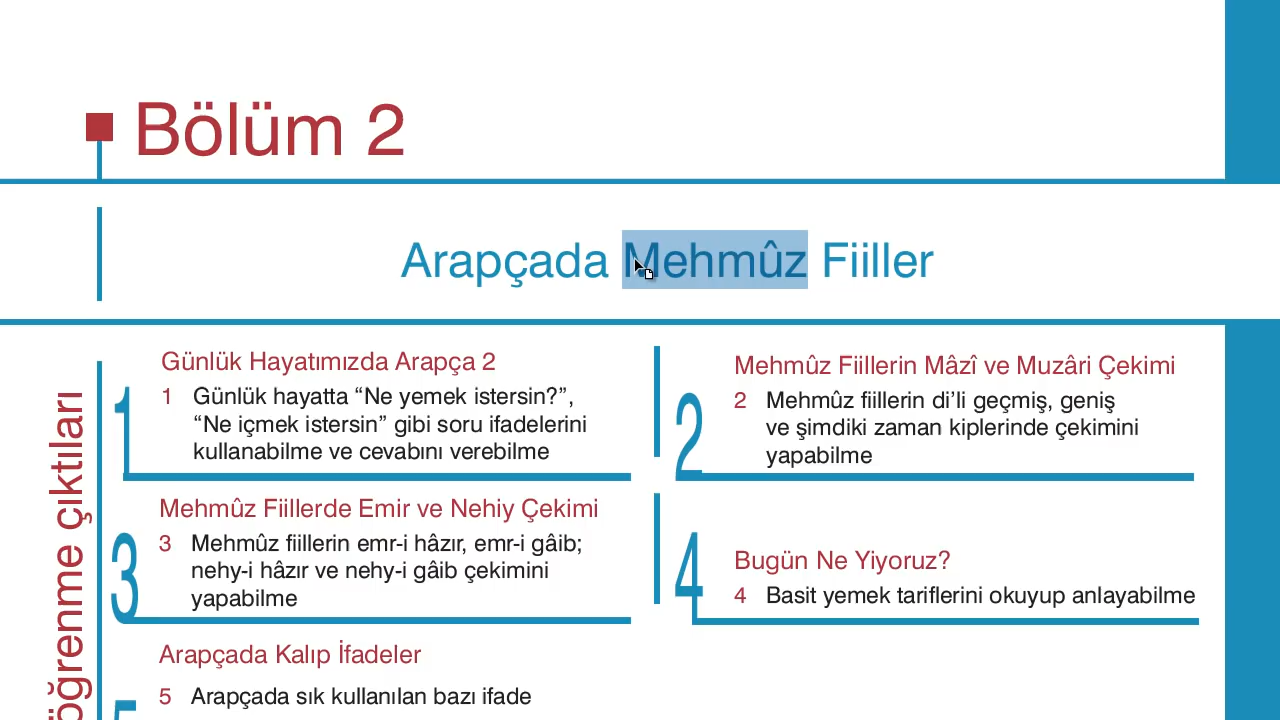 Bölüm 2
Arapçada Mehmûz Fiiller
öğrenme çıktıları
1
Günlük Hayatımızda Arapça 2
1 Günlük hayatta “Ne yemek istersin?”,
“Ne içmek istersin” gibi soru ifadelerini
kullanabilme ve cevabını verebilme
2
Mehmûz Fiillerin Mâzî ve Muzâri Çekimi
2 Mehmûz fiillerin di’li geçmiş, geniş
ve şimdiki zaman kiplerinde çekimini
yapabilme
3
Mehmûz Fiillerde Emir ve Nehiy Çekimi
3 Mehmûz fiillerin emr-i hâzır, emr-i gâib;
nehy-i hâzır ve nehy-i gâib çekimini
yapabilme
4
Bugün Ne Yiyoruz?
4 Basit yemek tariflerini okuyup anlayabilme
5
Arapçada Kalıp İfadeler
5 Arapçada sık kullanılan bazı ifade